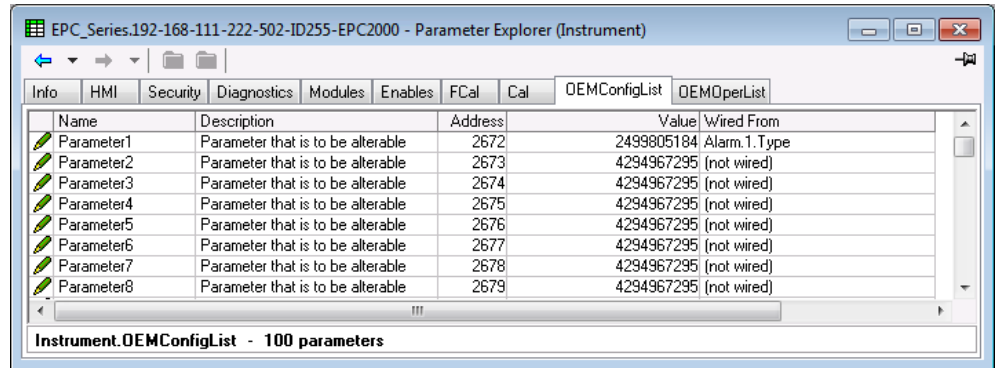 EPC_Series.192-168-111-222-502-ID255-EPC2000 - Parameter Explorer (Instrument)
Info HMI Security Diagnostics Modules Enables FCal Cal OEMConfigList OEMOperList
Name Description Address Value Wired From
Parameter1 Parameter that is to be alterable 2672 2499805184 Alarm.1.Type
Parameter2 Parameter that is to be alterable 2673 4294967295 (not wired)
Parameter3 Parameter that is to be alterable 2674 4294967295 (not wired)
Parameter4 Parameter that is to be alterable 2675 4294967295 (not wired)
Parameter5 Parameter that is to be alterable 2676 4294967295 (not wired)
Parameter6 Parameter that is to be alterable 2677 4294967295 (not wired)
Parameter7 Parameter that is to be alterable 2678 4294967295 (not wired)
Parameter8 Parameter that is to be alterable 2679 4294967295 (not wired)
Instrument.OEMConfigList - 100 parameters